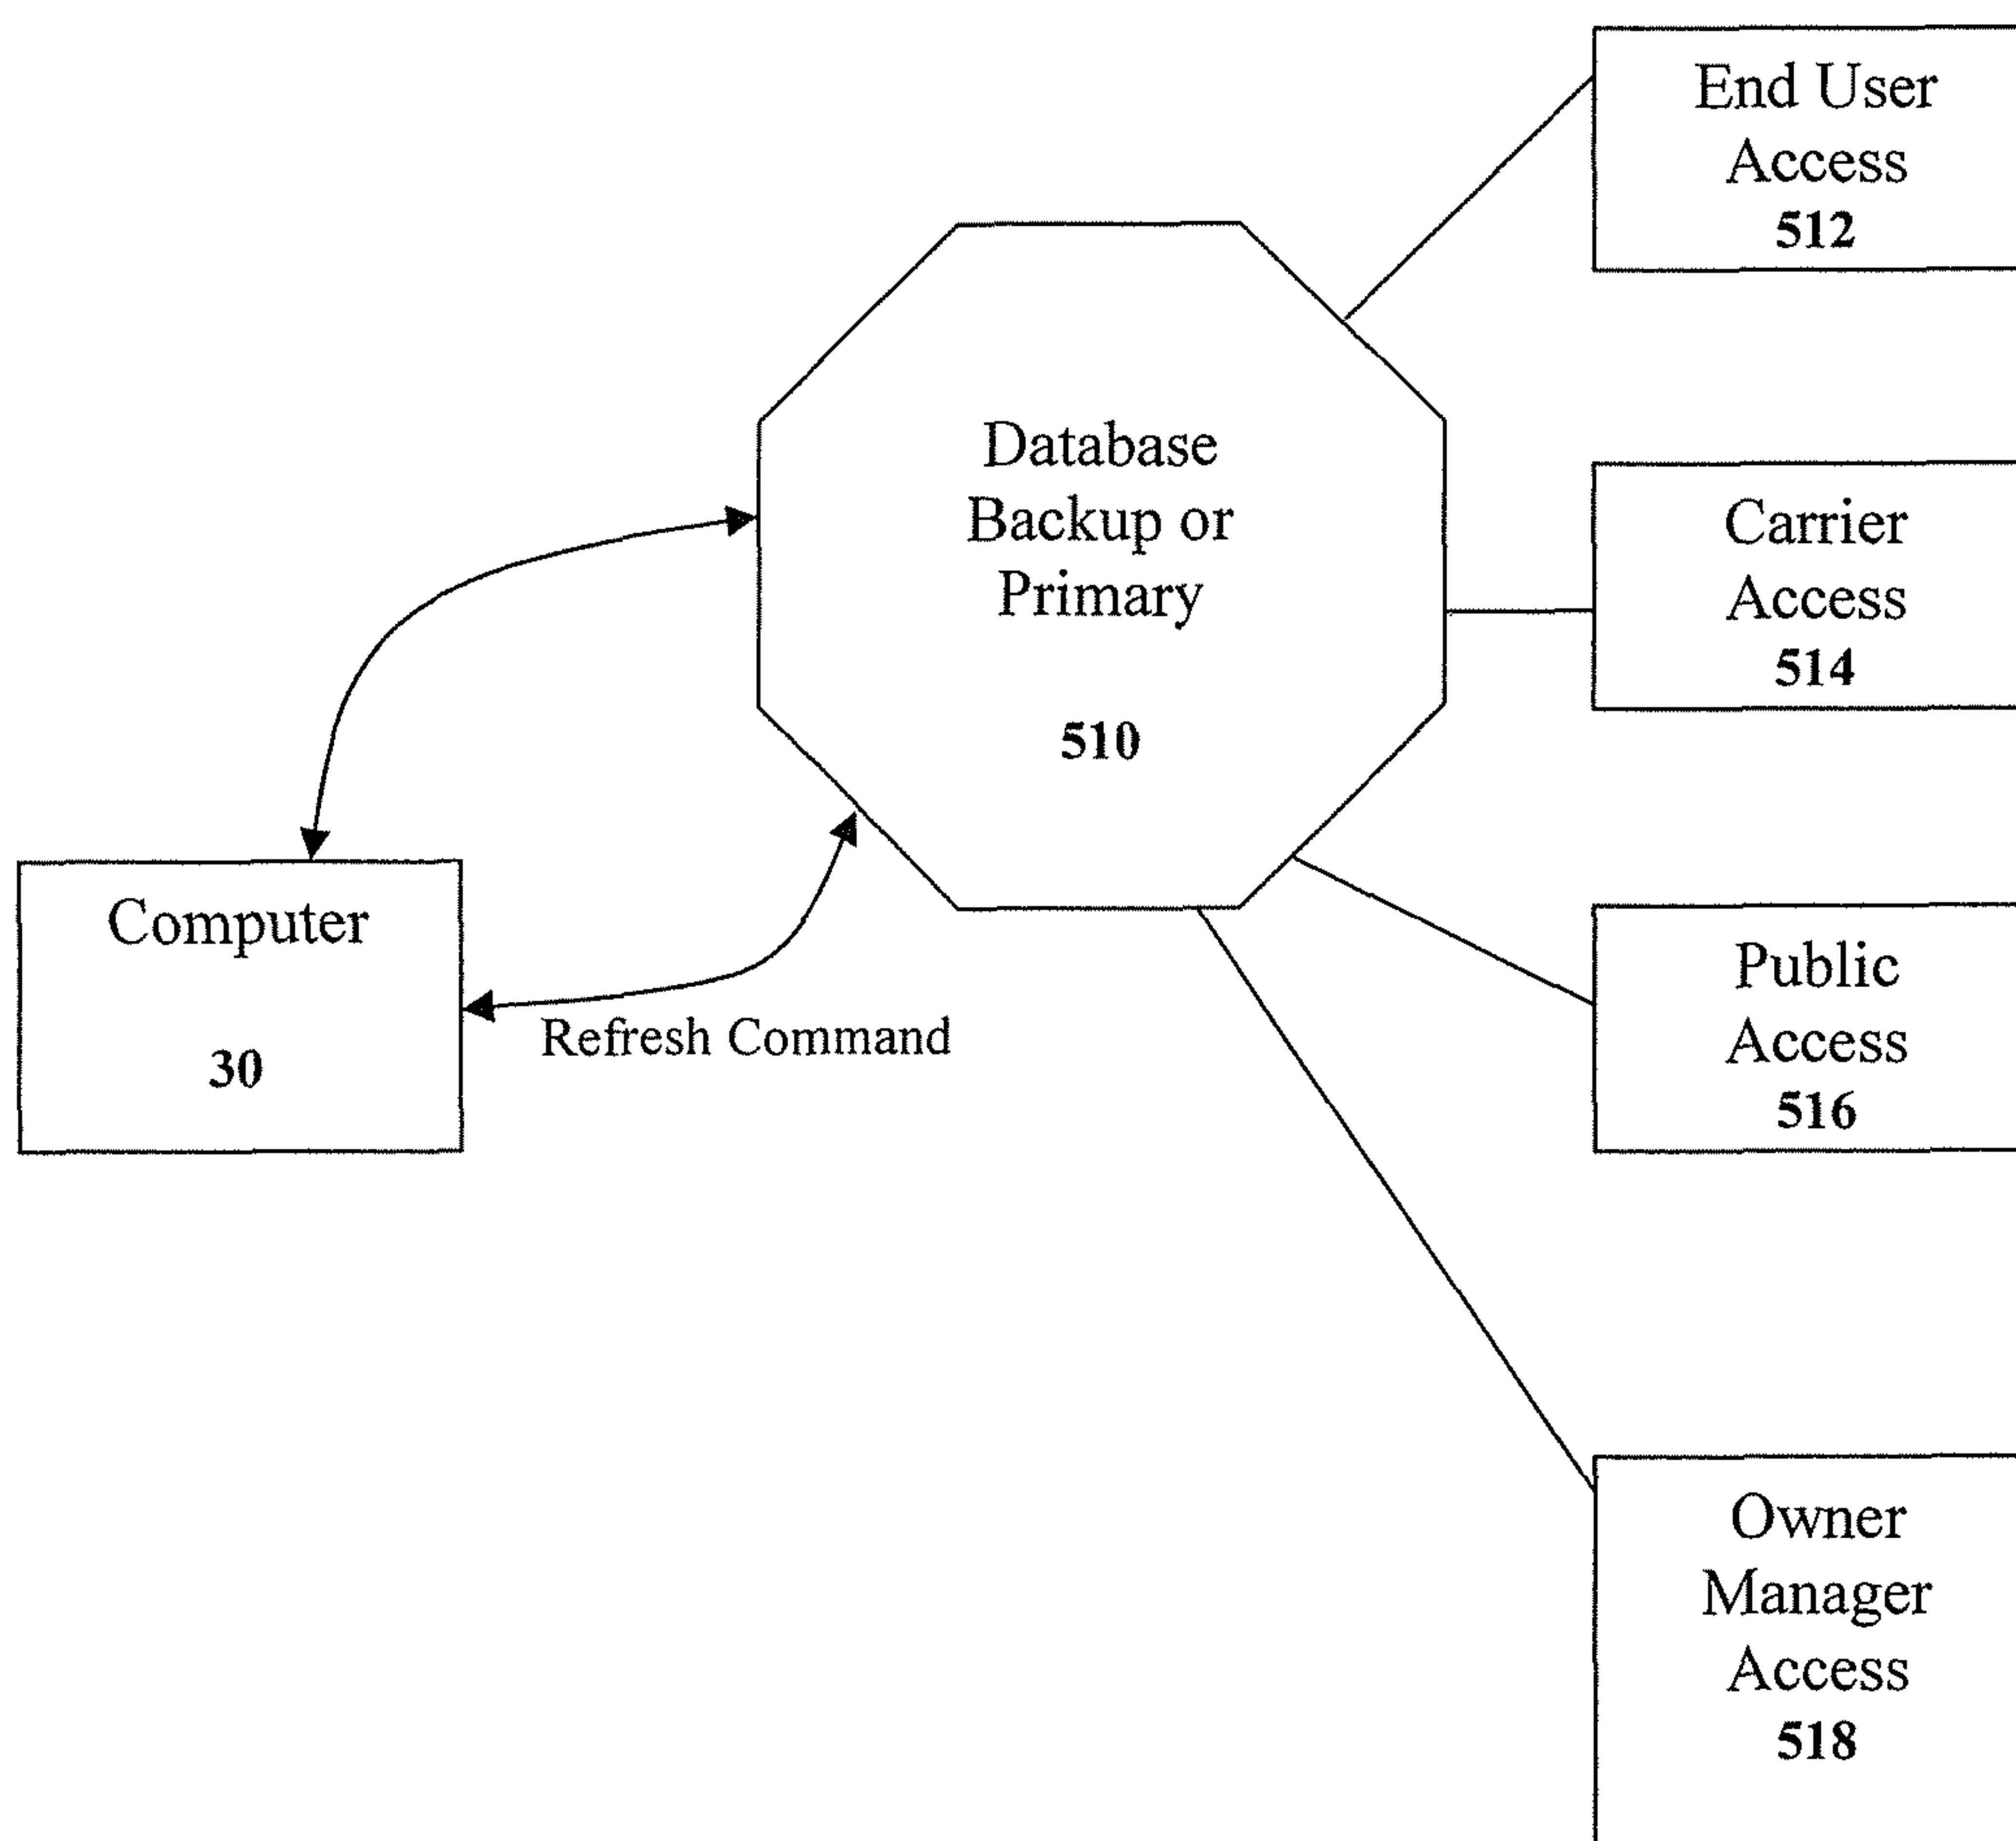 End User
Access
512
Database
Backup or
Primary
510
Carrier
Access
514
Computer
30
Refresh Command
Public
Access
516
Owner
Manager
Access
518